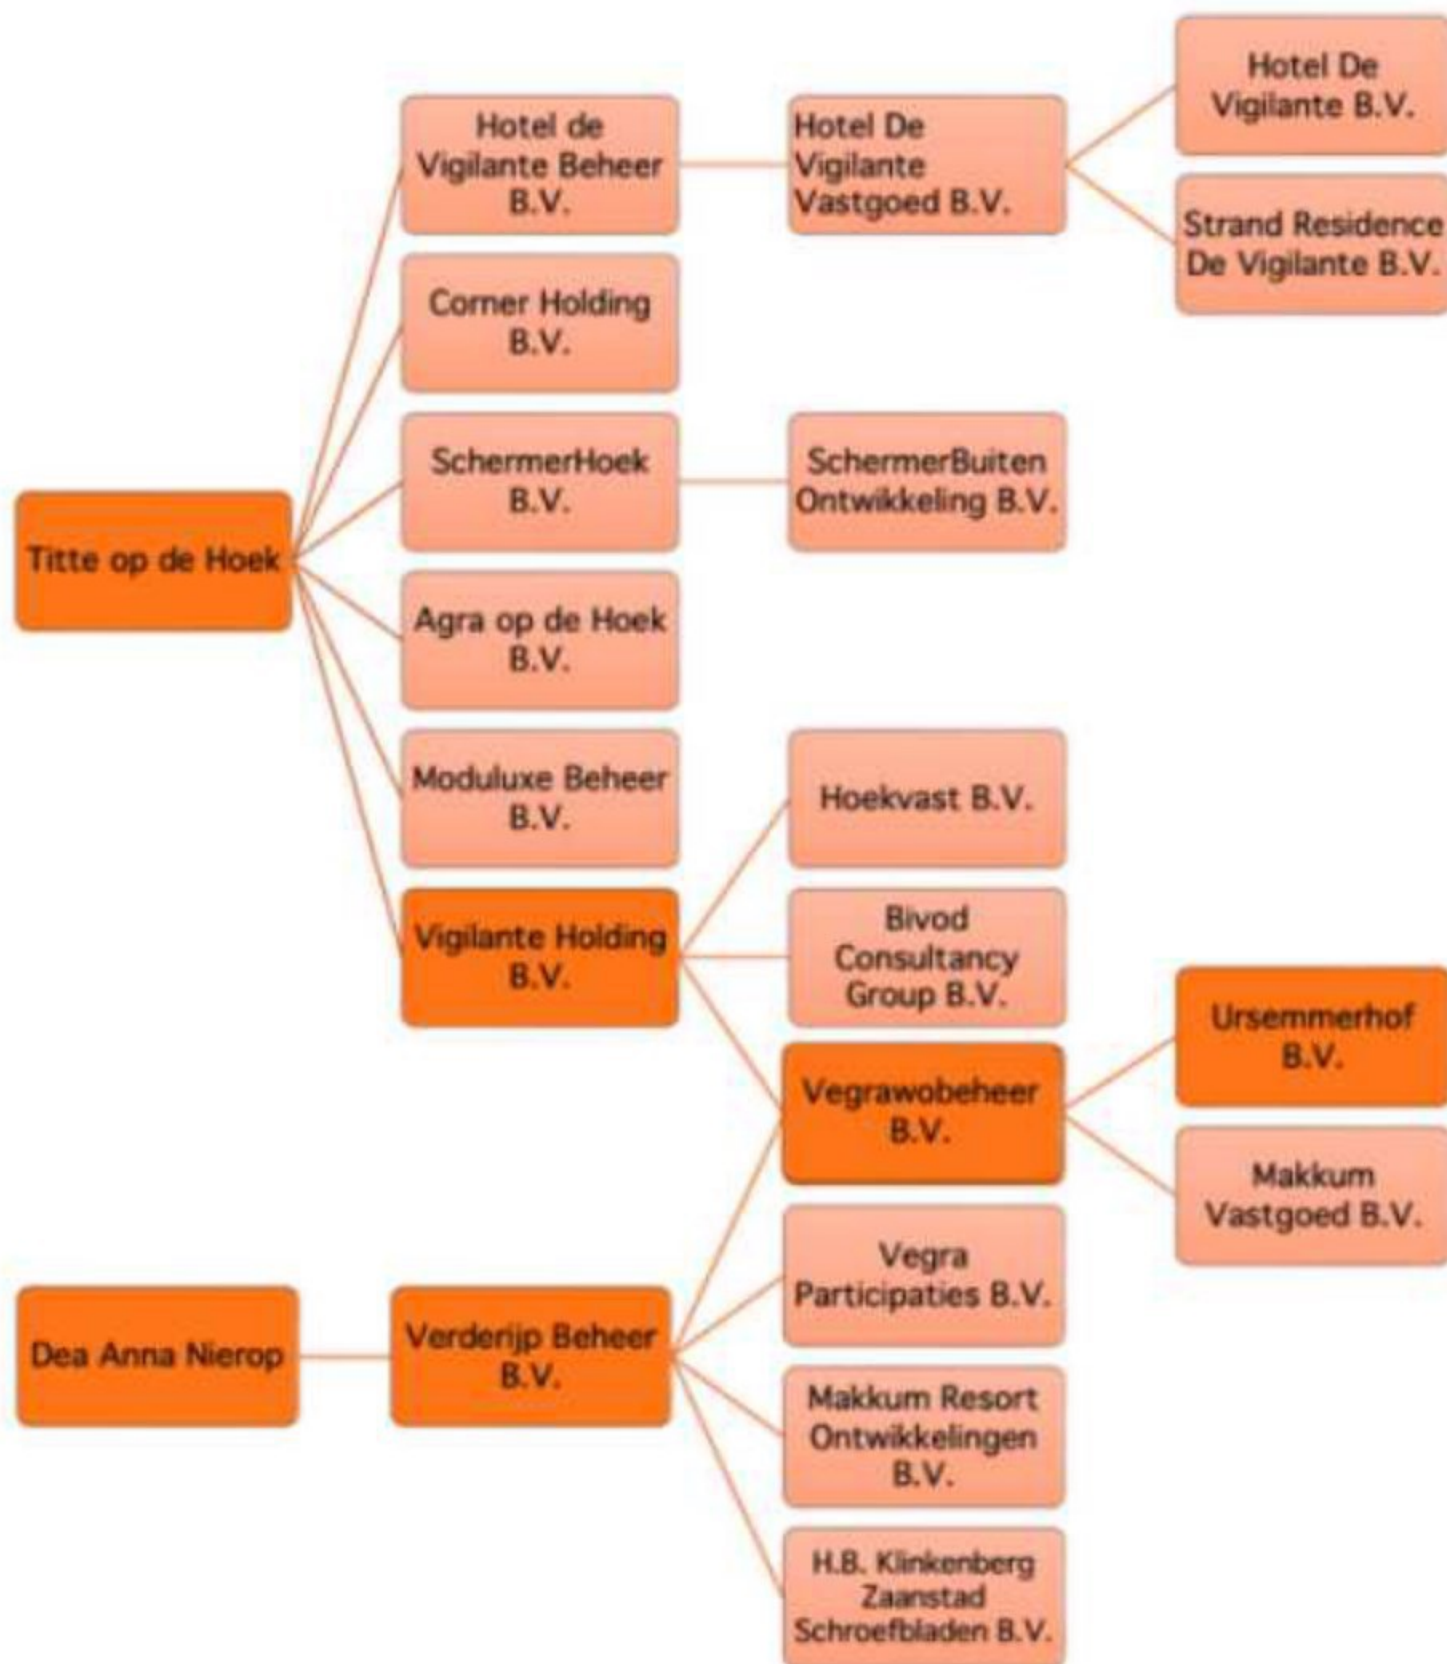 Hotel De
Vigilante B.V.
Hotel de
Vigilante Beheer
B.V.
Hotel De
Vigilante
Vastgoed B.V.
Strand Residence
De Vigilante B.V.
Corner Holding
B.V.
SchermerHoek
B.V.
SchermerBuiten
Ontwikkeling B.V.
Titte op de Hoek
Agra op de Hoek
B.V.
Moduluxe Beheer
B.V.
Hoekvast B.V.
Vigilante Holding
B.V.
Bivod
Consultancy
Group B.V.
Ursemmerhof
B.V.
Vegrawobeheer
B.V.
Makkum
Vastgoed B.V.
Vegra
Participaties B.V.
Dea Anna Nierop
Verderijp Beheer
B.V.
Makkum Resort
Ontwikkelingen
B.V.
H.B. Klinkenberg
Zaanstad
Schroefbladen B.V.